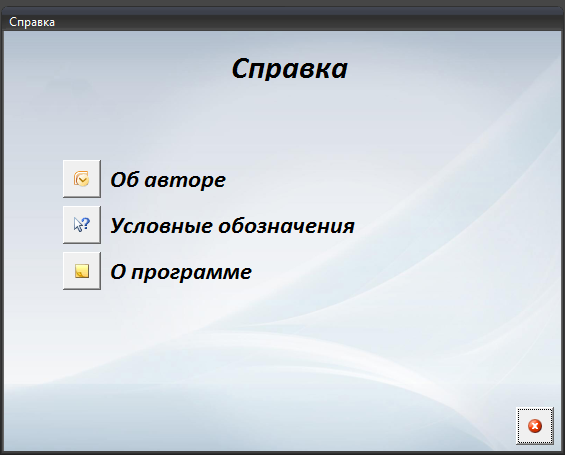 Справка
Справка
Об авторе
Условные обозначения
О программе